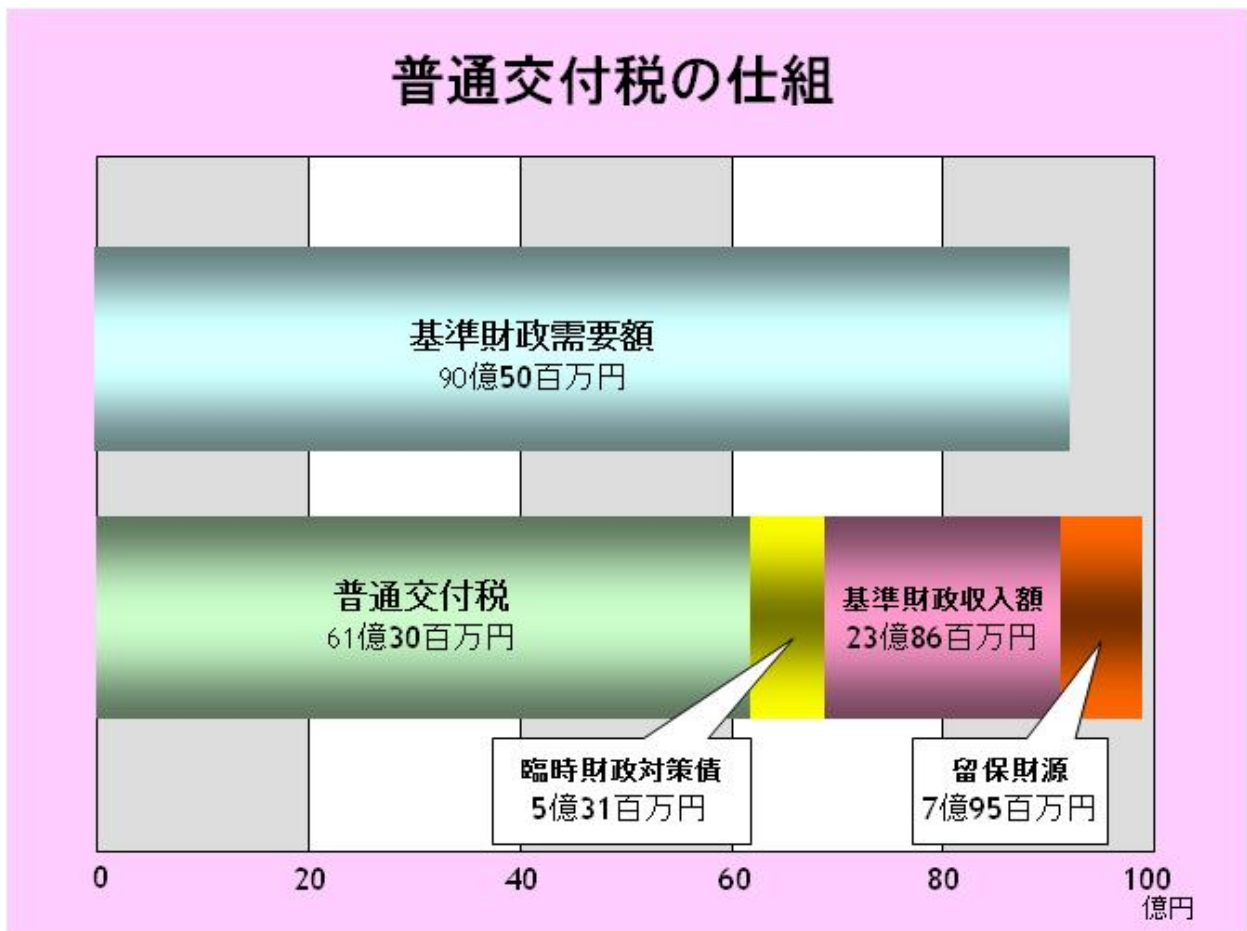 普通交付税の仕組
基準財政需要額
90億50百万円
普通交付税
61億30百万円
基準財政収入額
23億86百万円
臨時財政対策債
5億31百万円
留保財源
7億95百万円
0 20 40 60 80 100
億円